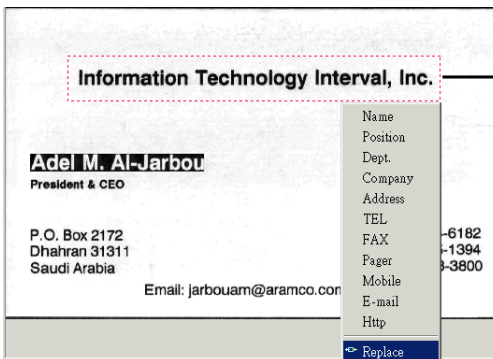 Information Technology Interval, Inc.
Adel M. Al-Jarbou
President & CEO
P.O. Box 2172
Dhahran 31311
Saudi Arabia
-6182
-1394
-3800
Email: jarbouam@aramco.com
Name
Position
Dept.
Company
Address
TEL
FAX
Pager
Mobile
E-mail
Http
Replace